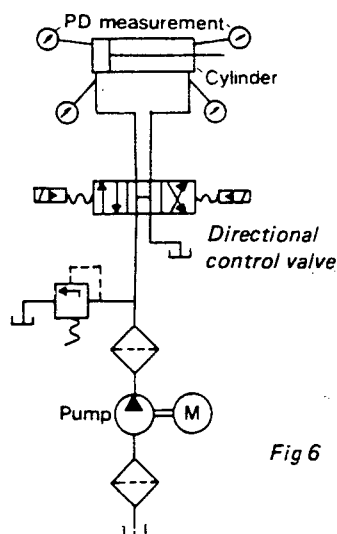 PD measurement
Cylinder
Directional
control valve
Pump
M
Fig 6